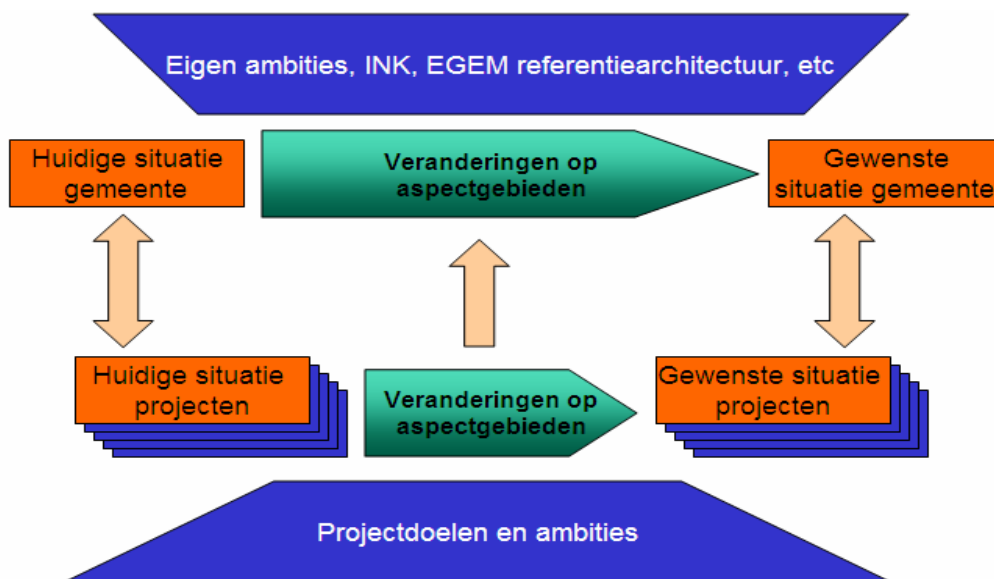 Eigen ambities, INK, EGEM referentiearchitectuur, etc
Huidige situatie
gemeente
Veranderingen op
aspectgebieden
Gewenste
situatie gemeente
Huidige situatie
projecten
Veranderingen op
aspectgebieden
Gewenste situatie
projecten
Projectdoelen en ambities